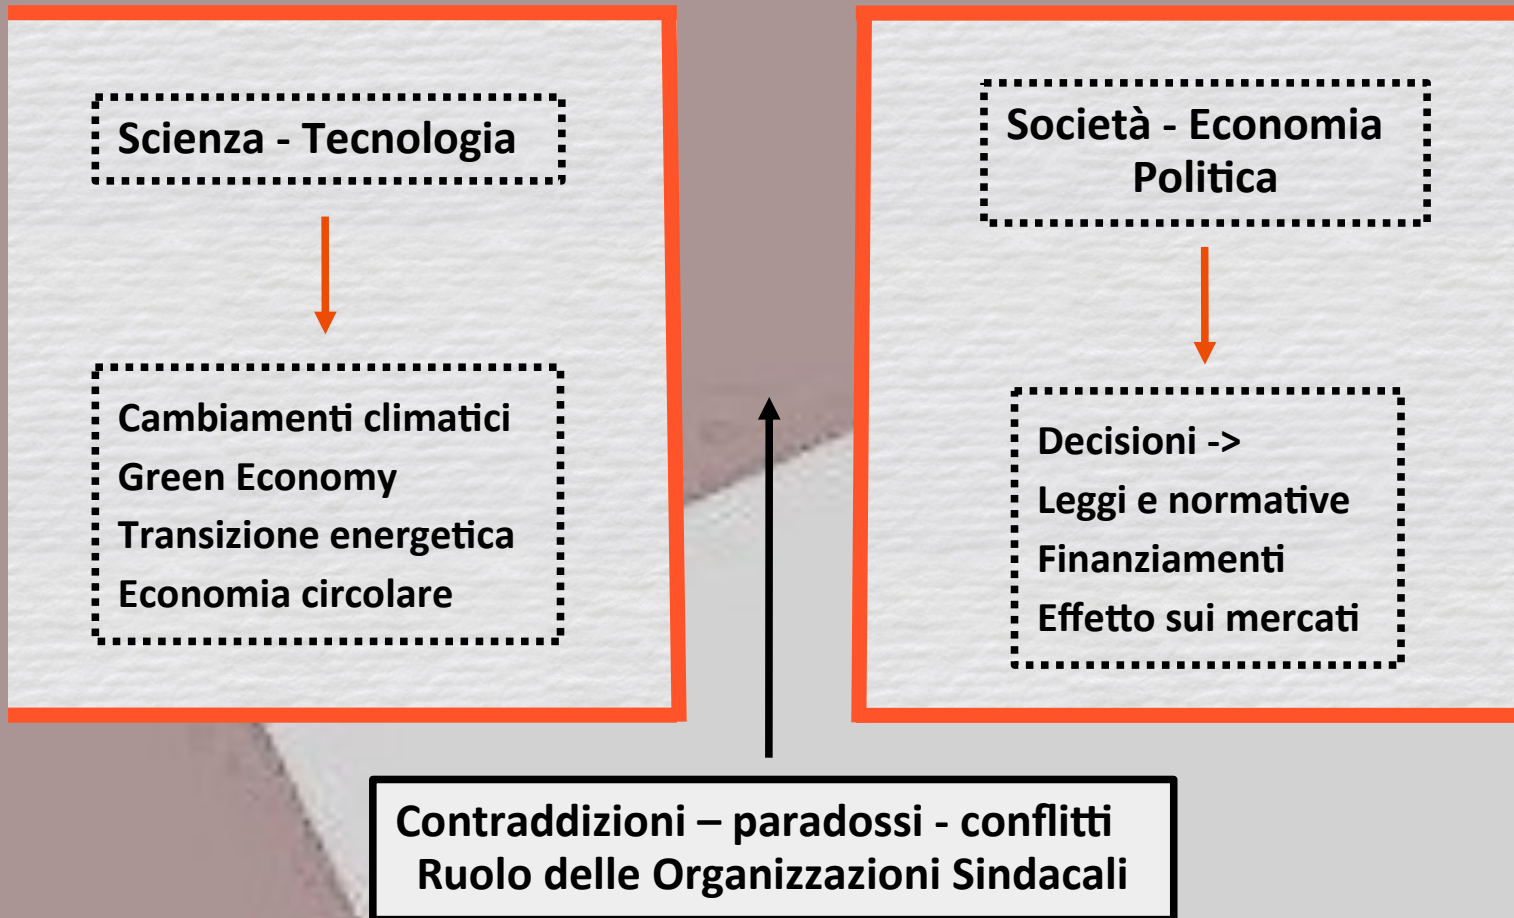 Scienza - Tecnologia
Cambiamenti climatici
Green Economy
Transizione energetica
Economia circolare
Società - Economia
Politica
Decisioni ->
Leggi e normative
Finanziamenti
Effetto sui mercati
Contraddizioni – paradossi - conflitti
Ruolo delle Organizzazioni Sindacali